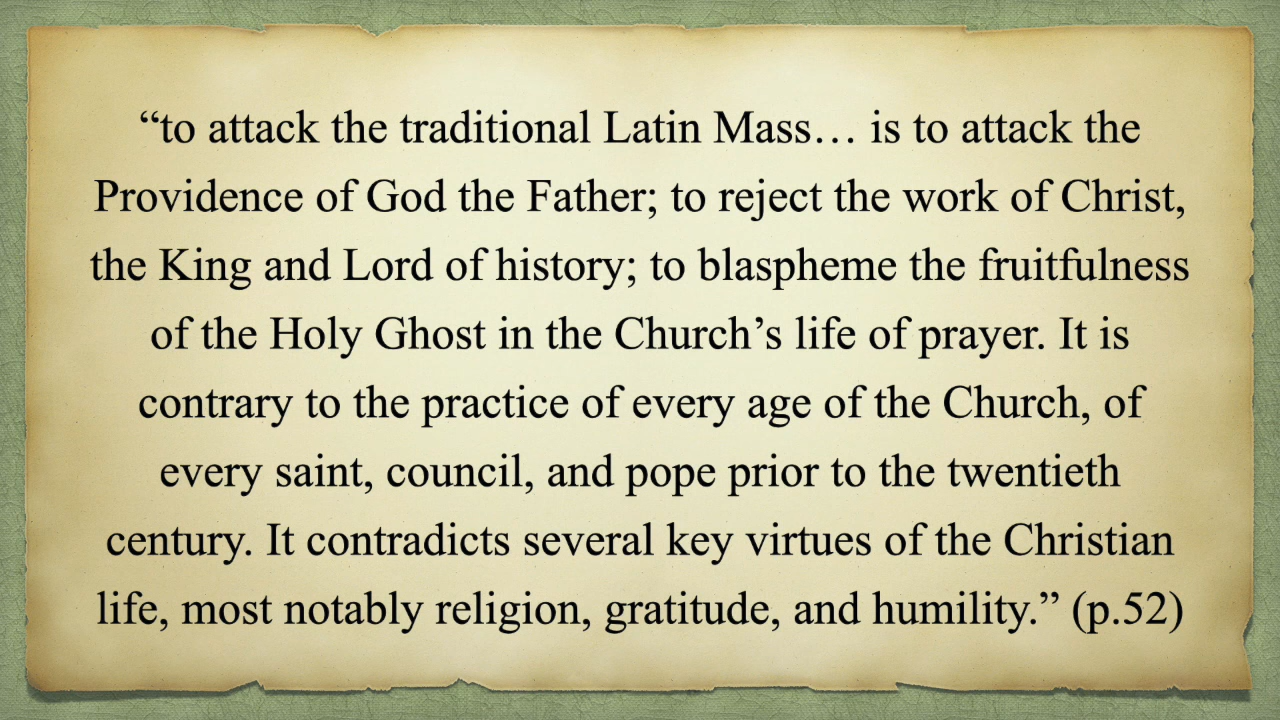 “to attack the traditional Latin Mass… is to attack the
Providence of God the Father; to reject the work of Christ,
the King and Lord of history; to blaspheme the fruitfulness
of the Holy Ghost in the Church’s life of prayer. It is
contrary to the practice of every age of the Church, of
every saint, council, and pope prior to the twentieth
century. It contradicts several key virtues of the Christian
life, most notably religion, gratitude, and humility.” (p.52)